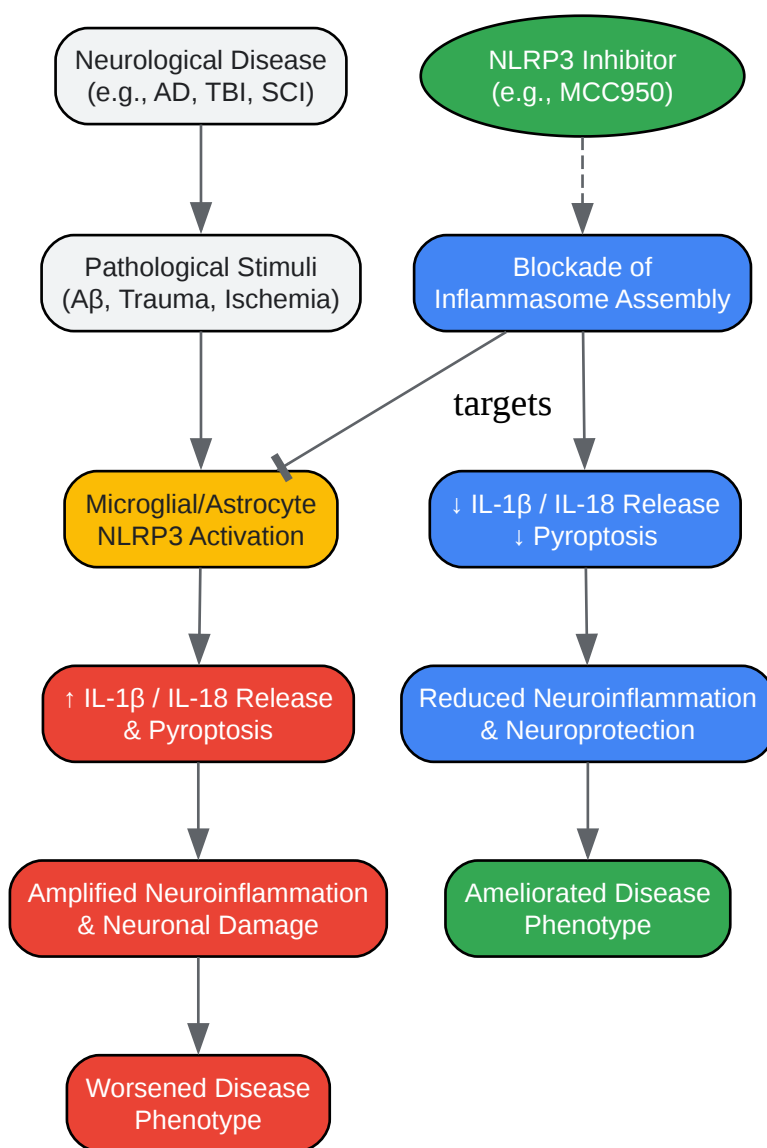 Neurological Disease
(e.g., AD, TBI, SCI)
NLRP3 Inhibitor
(e.g., MCC950)
Pathological Stimuli
(Aβ, Trauma, Ischemia)
Blockade of
Inflammasome Assembly
targets
Microglial/Astrocyte
NLRP3 Activation
↓ IL-1β / IL-18 Release
↓ Pyroptosis
↑ IL-1β / IL-18 Release
& Pyroptosis
Reduced Neuroinflammation
& Neuroprotection
Amplified Neuroinflammation
& Neuronal Damage
Ameliorated Disease
Phenotype
Worsened Disease
Phenotype